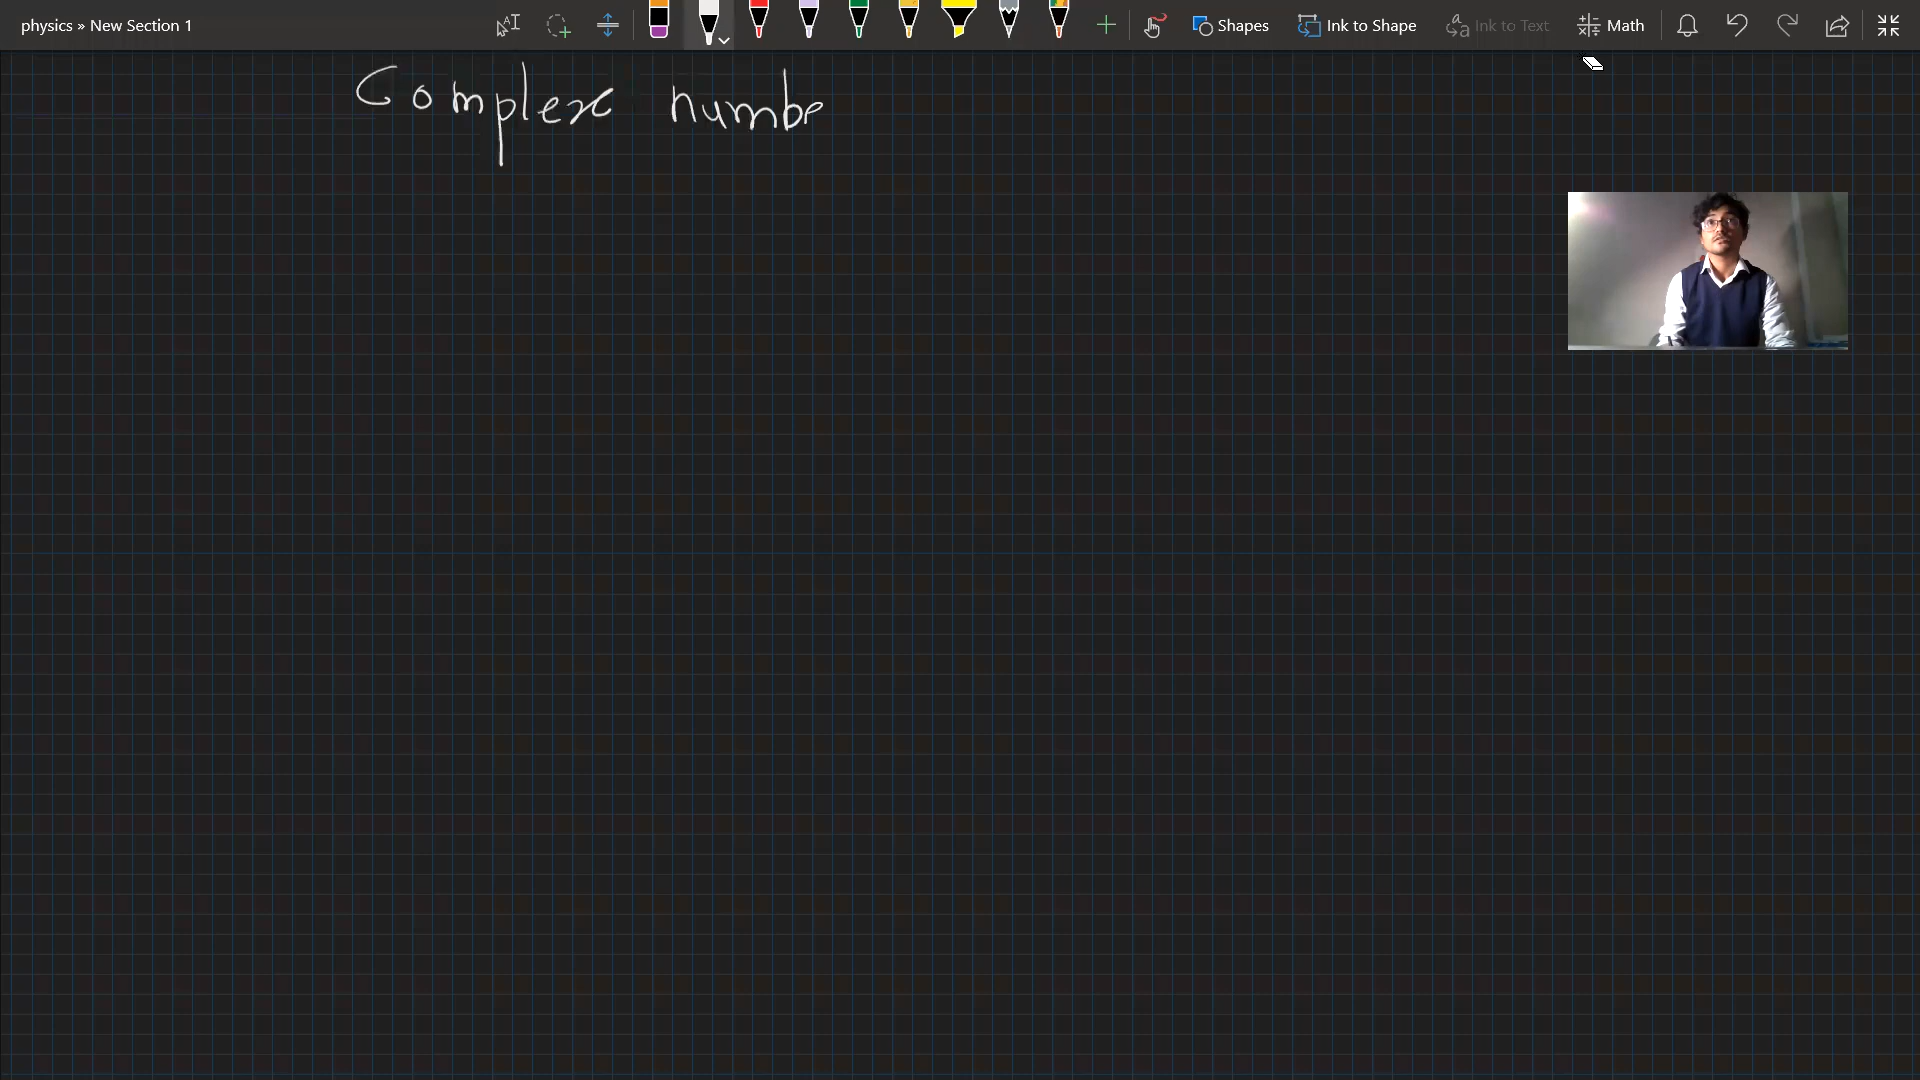 physics » New Section 1 Shapes Ink to Shape Ink to Text Math
Complex numbe